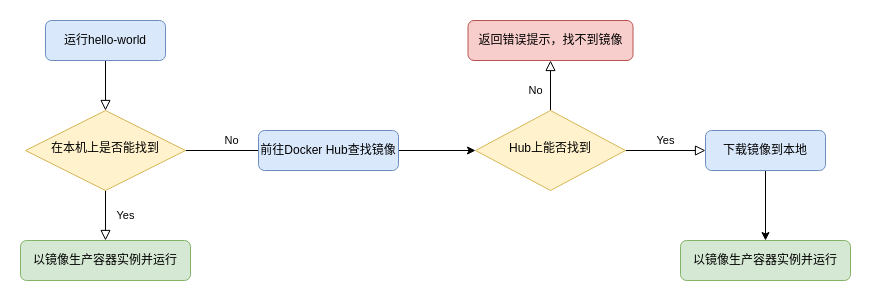 运行hello-world
返回错误提示，找不到镜像
No
在本机上是否能找到
No
前往Docker Hub查找镜像
Hub上能否找到
Yes
下载镜像到本地
Yes
以镜像生产容器实例并运行
以镜像生产容器实例并运行